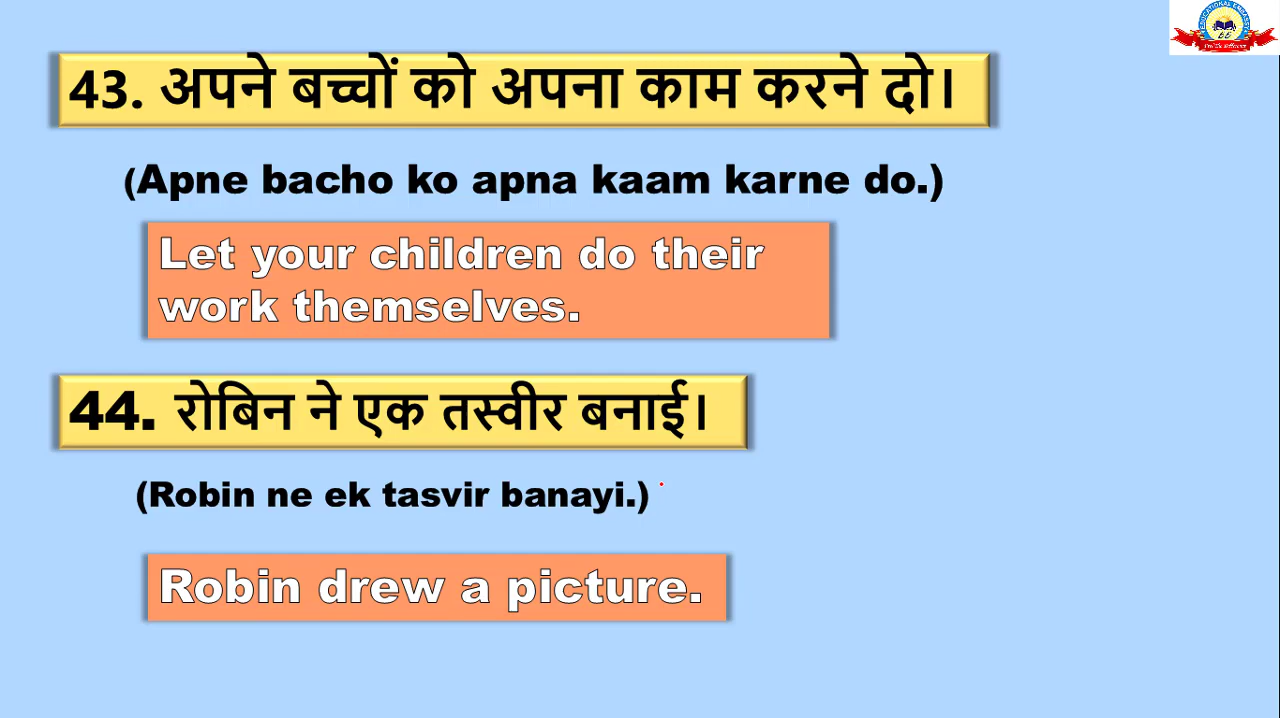 43. अपने बच्चों को अपना काम करने दो।
(Apne bacho ko apna kaam karne do.)
Let your children do their
work themselves.
44. रोबिन ने एक तस्वीर बनाई।
(Robin ne ek tasvir banayi.)
Robin drew a picture.